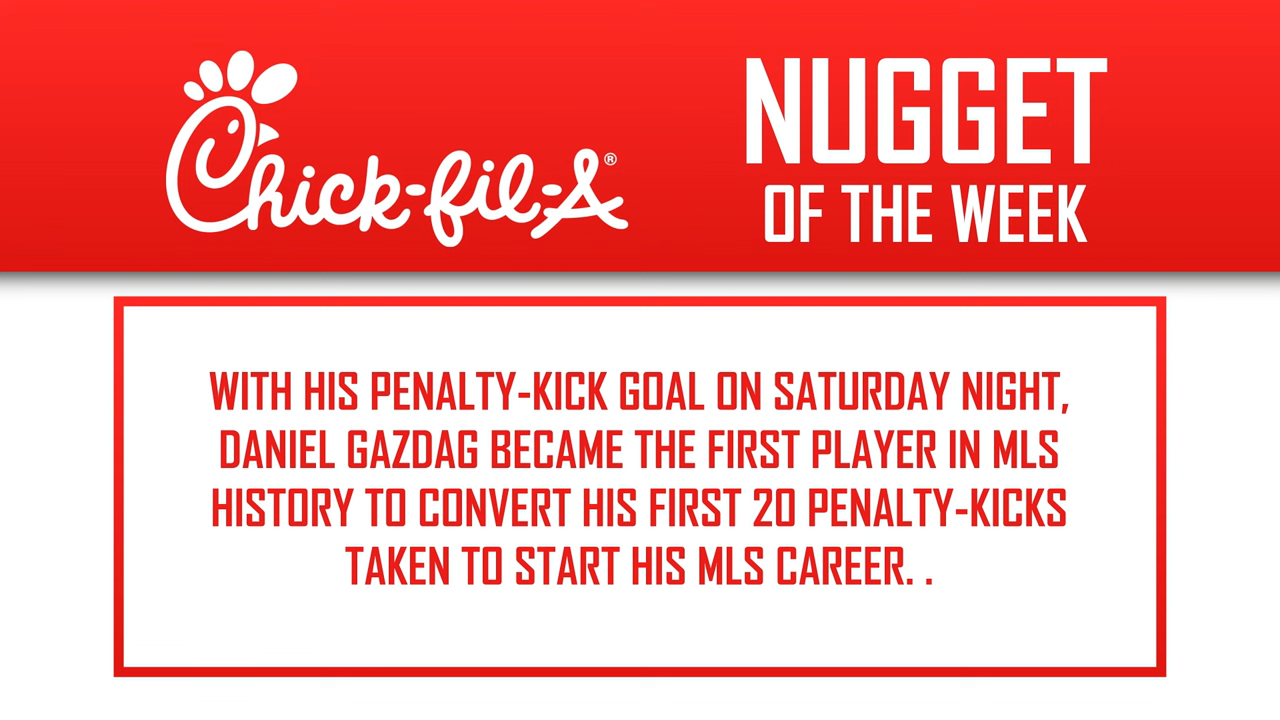 Chick-fil-A®
NUGGET
OF THE WEEK
WITH HIS PENALTY-KICK GOAL ON SATURDAY NIGHT,
DANIEL GAZDAG BECAME THE FIRST PLAYER IN MLS
HISTORY TO CONVERT HIS FIRST 20 PENALTY-KICKS
TAKEN TO START HIS MLS CAREER. .